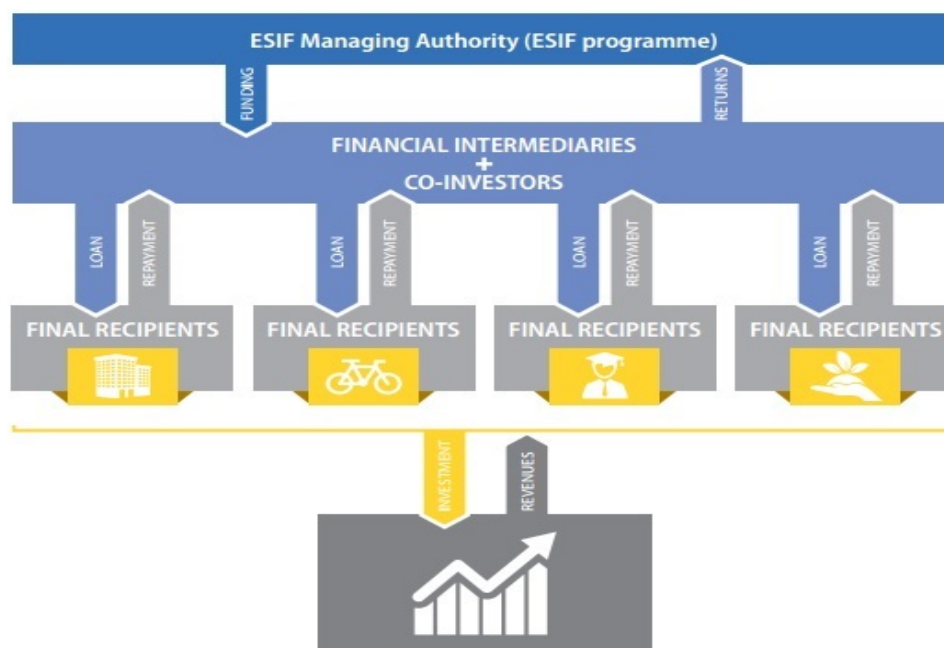 ESIF Managing Authority (ESIF programme)
FUNDING
RETURNS
FINANCIAL INTERMEDIARIES
+
CO-INVESTORS
LOAN
REPAYMENT
LOAN
REPAYMENT
LOAN
REPAYMENT
LOAN
REPAYMENT
FINAL RECIPIENTS
FINAL RECIPIENTS
FINAL RECIPIENTS
FINAL RECIPIENTS
INVESTMENT
REVENUES